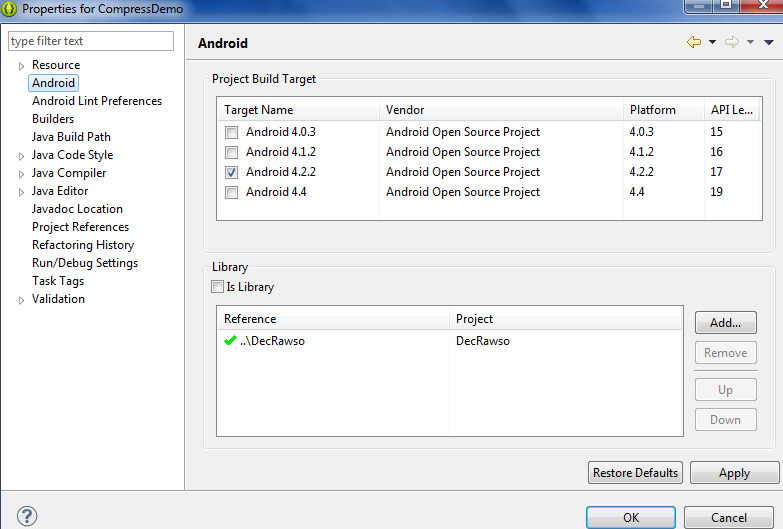 Properties for CompressDemo
type filter text
Resource
Android
Android Lint Preferences
Builders
Java Build Path
Java Code Style
Java Compiler
Java Editor
Javadoc Location
Project References
Refactoring History
Run/Debug Settings
Task Tags
Validation
Android
Project Build Target
Target Name Vendor Platform API Le...
Android 4.0.3 Android Open Source Project 4.0.3 15
Android 4.1.2 Android Open Source Project 4.1.2 16
Android 4.2.2 Android Open Source Project 4.2.2 17
Android 4.4 Android Open Source Project 4.4 19
Library
Is Library
Reference Project
..\DecRawso DecRawso
Add...
Remove
Up
Down
Restore Defaults Apply
OK Cancel